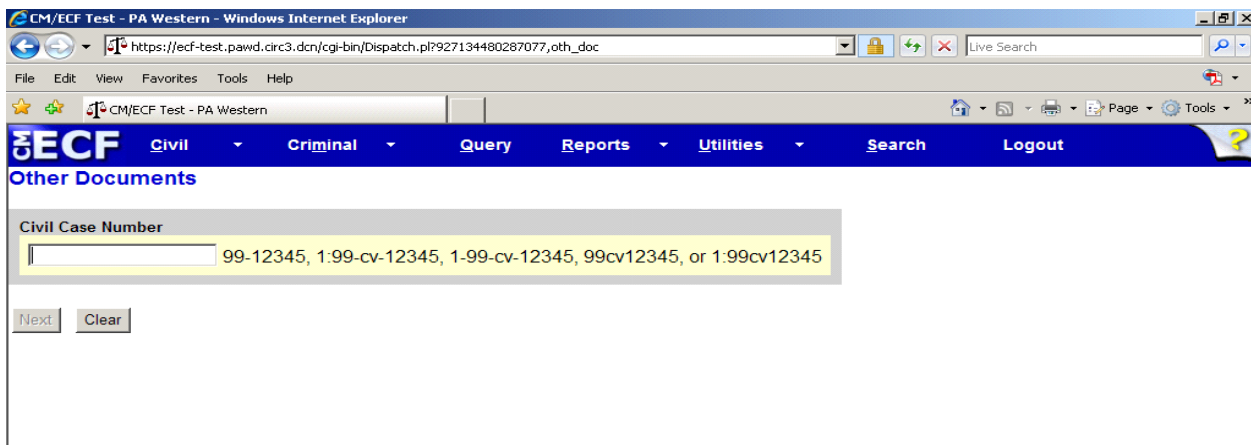 CM/ECF Test - PA Western - Windows Internet Explorer
https://ecf-test.pawd.circ3.dcn/cgi-bin/Dispatch.pl?927134480287077,oth_doc Live Search
File Edit View Favorites Tools Help
CM/ECF Test - PA Western Page Tools »
CM ECF Civil Criminal Query Reports Utilities Search Logout ?
Other Documents
Civil Case Number
99-12345, 1:99-cv-12345, 1-99-cv-12345, 99cv12345, or 1:99cv12345
Next Clear